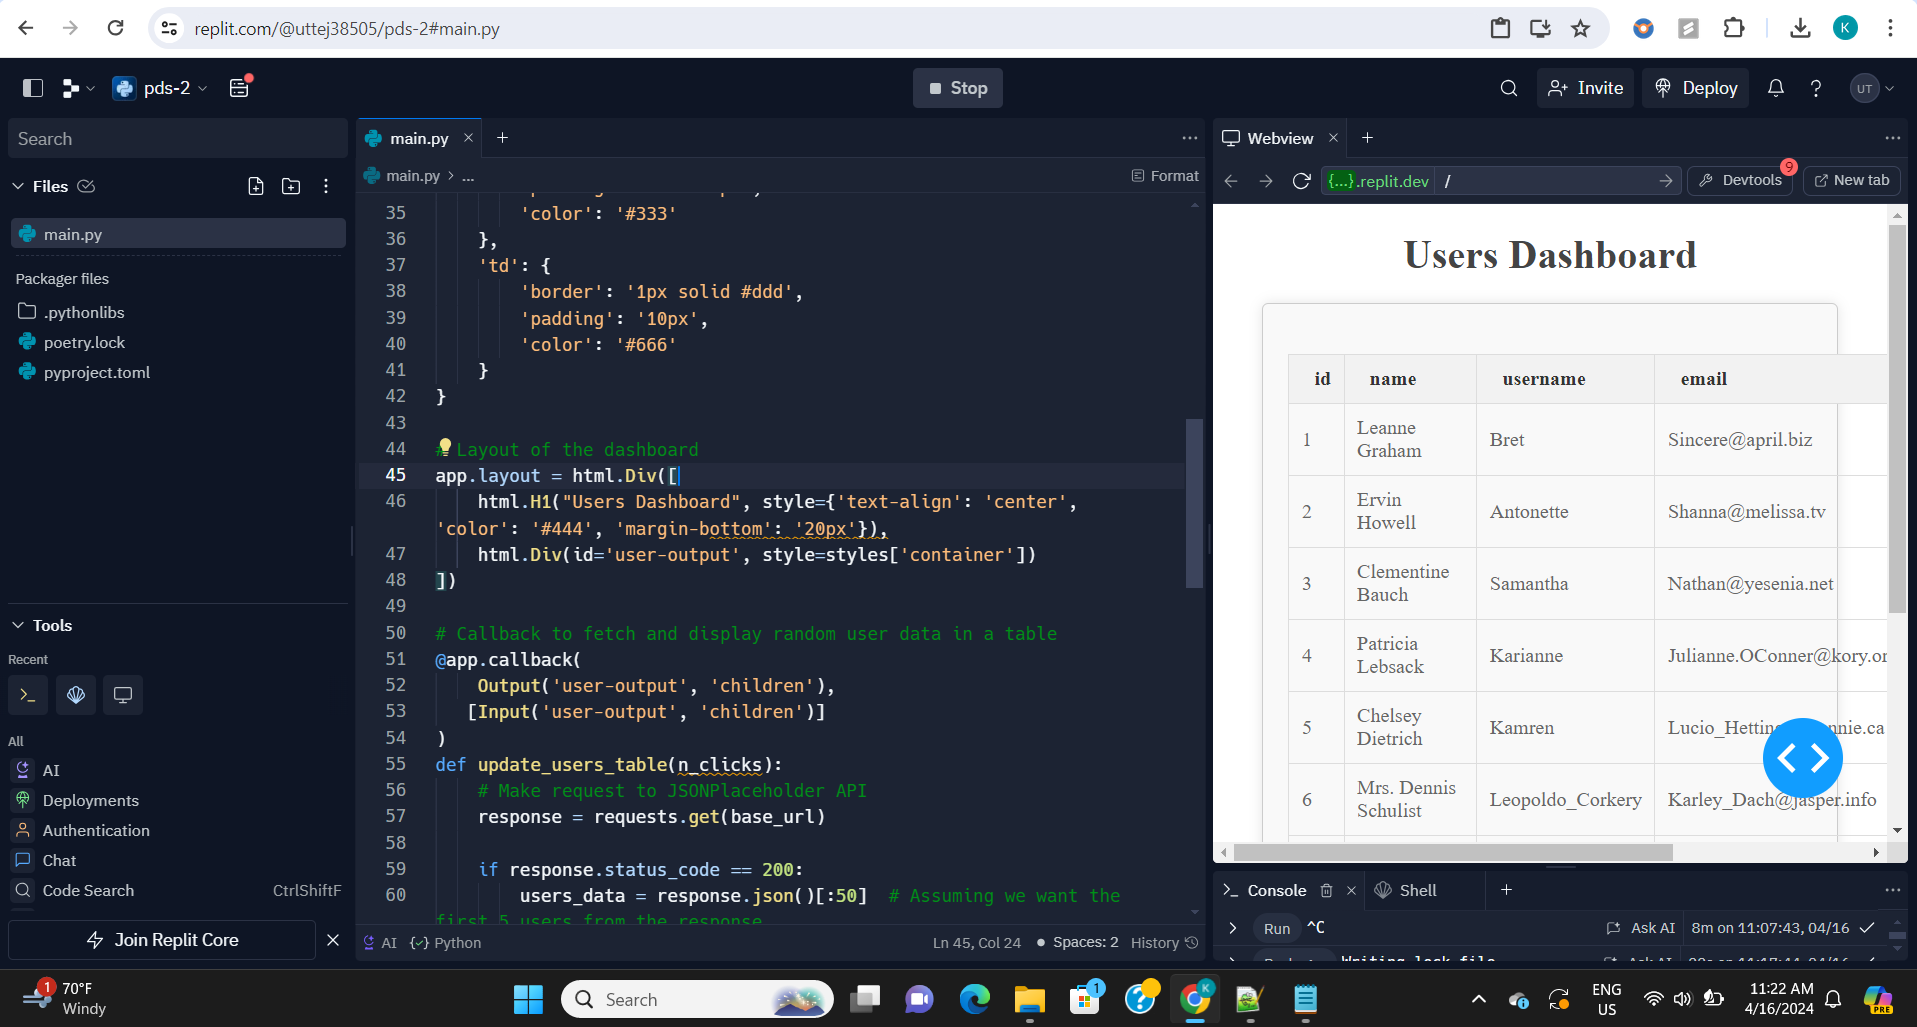 replit.com/@uttej38505/pds-2#main.py
K
pds-2
Stop
Invite
Deploy
UT
Search
Files
main.py
Packager files
.pythonlibs
poetry.lock
pyproject.toml
Tools
Recent
All
AI
Deployments
Authentication
Chat
Code Search CtrlShiftF
Join Replit Core
main.py
main.py > ...
Format
35 'color': '#333'
36 },
37 'td': {
38 'border': '1px solid #ddd',
39 'padding': '10px',
40 'color': '#666'
41 }
42 }
43
44 # Layout of the dashboard
45 app.layout = html.Div([
46 html.H1("Users Dashboard", style={'text-align': 'center',
'color': '#444', 'margin-bottom': '20px'}),
47 html.Div(id='user-output', style=styles['container'])
48 ])
49
50 # Callback to fetch and display random user data in a table
51 @app.callback(
52 Output('user-output', 'children'),
53 [Input('user-output', 'children')]
54 )
55 def update_users_table(n_clicks):
56 # Make request to JSONPlaceholder API
57 response = requests.get(base_url)
58
59 if response.status_code == 200:
60 users_data = response.json()[:50] # Assuming we want the
first 5 users from the response
AI
Python
Ln 45, Col 24
Spaces: 2
History
Webview
{...}.replit.dev /
Devtools
9
New tab
Users Dashboard
id name username email
1 Leanne Graham Bret Sincere@april.biz
2 Ervin Howell Antonette Shanna@melissa.tv
3 Clementine Bauch Samantha Nathan@yesenia.net
4 Patricia Lebsack Karianne Julianne.OConner@kory.or
5 Chelsey Dietrich Kamren Lucio_Hetting nnie.ca
6 Mrs. Dennis Schulist Leopoldo_Corkery Karley_Dach@jasper.info
Console
Shell
Run ^C Ask AI 8m on 11:07:43, 04/16
Writing lock file Ask AI
1
70°F
Windy
Search
1
K
ENG
US
11:22 AM
4/16/2024
PRE